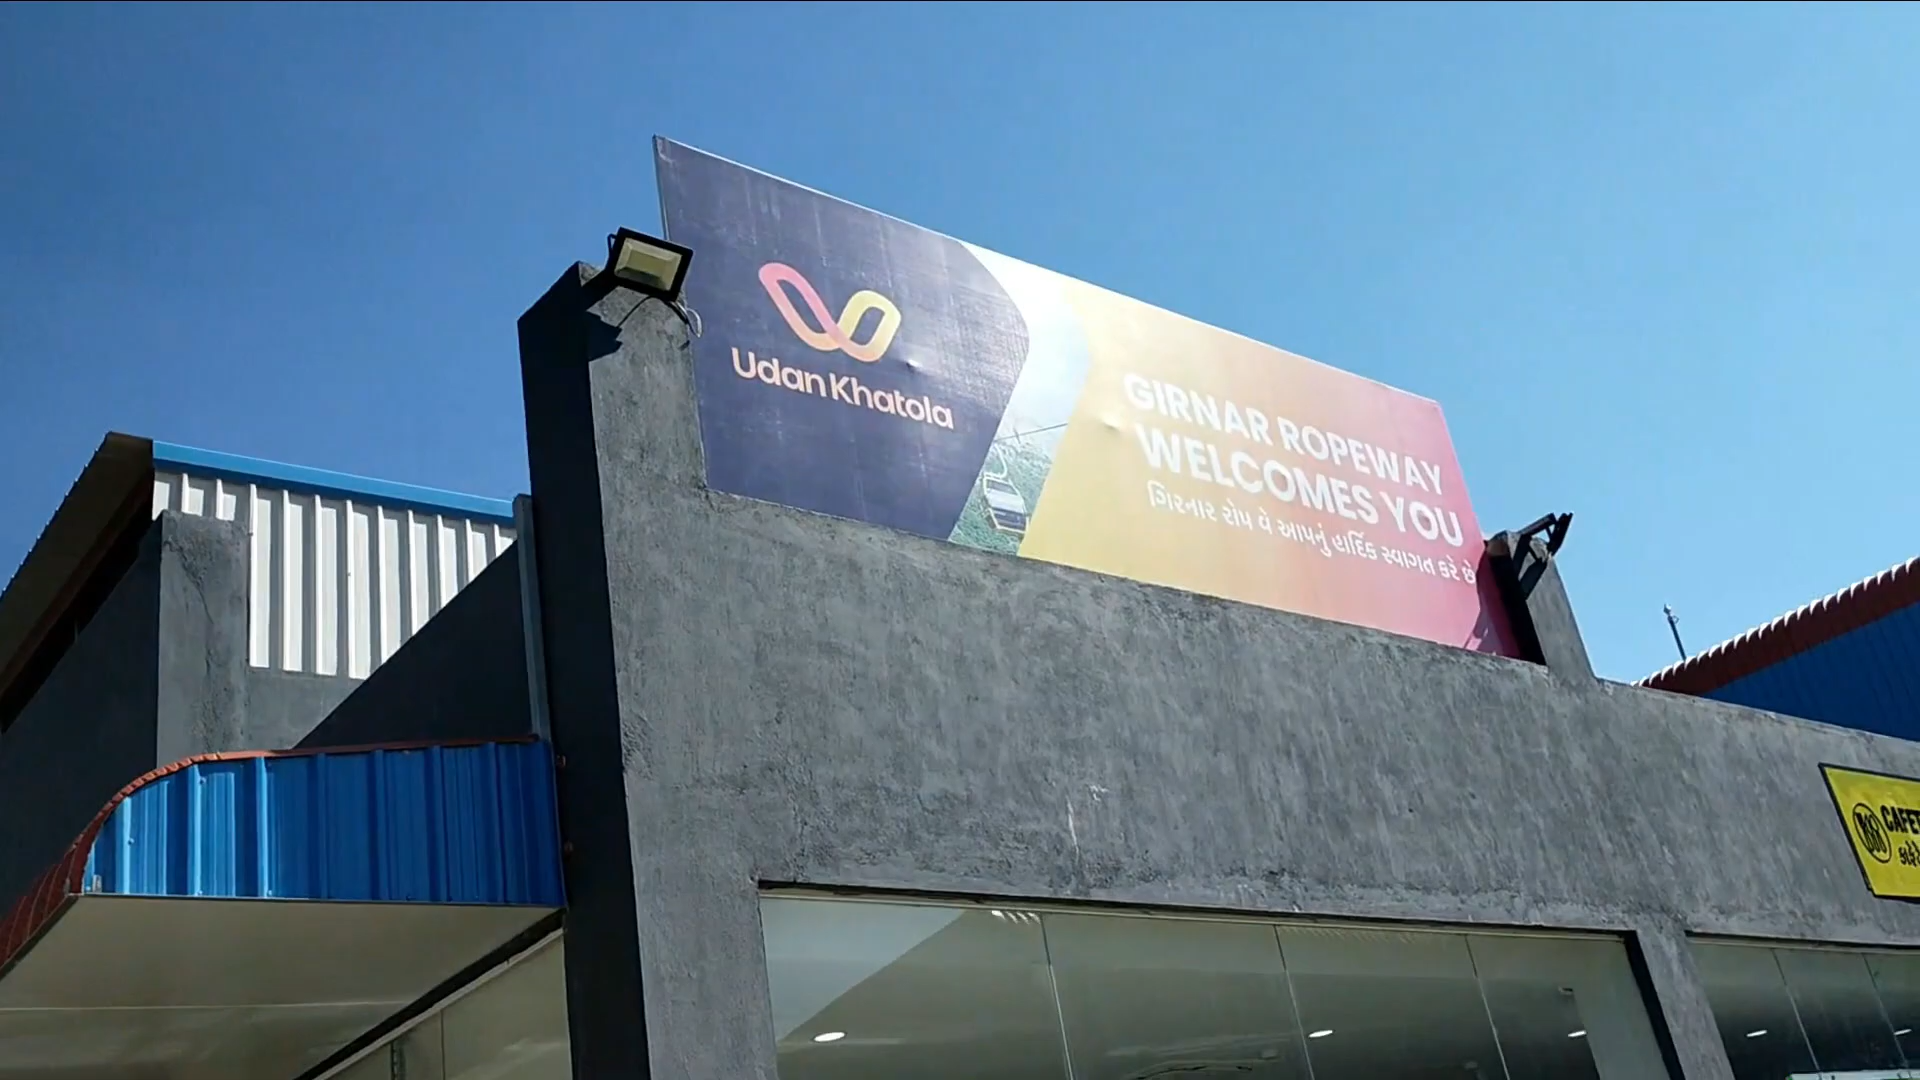 Udan Khatola
GIRNAR ROPEWAY
WELCOMES YOU
ગિરનાર રોપ વે આપનું હાર્દિક સ્વાગત કરે છે